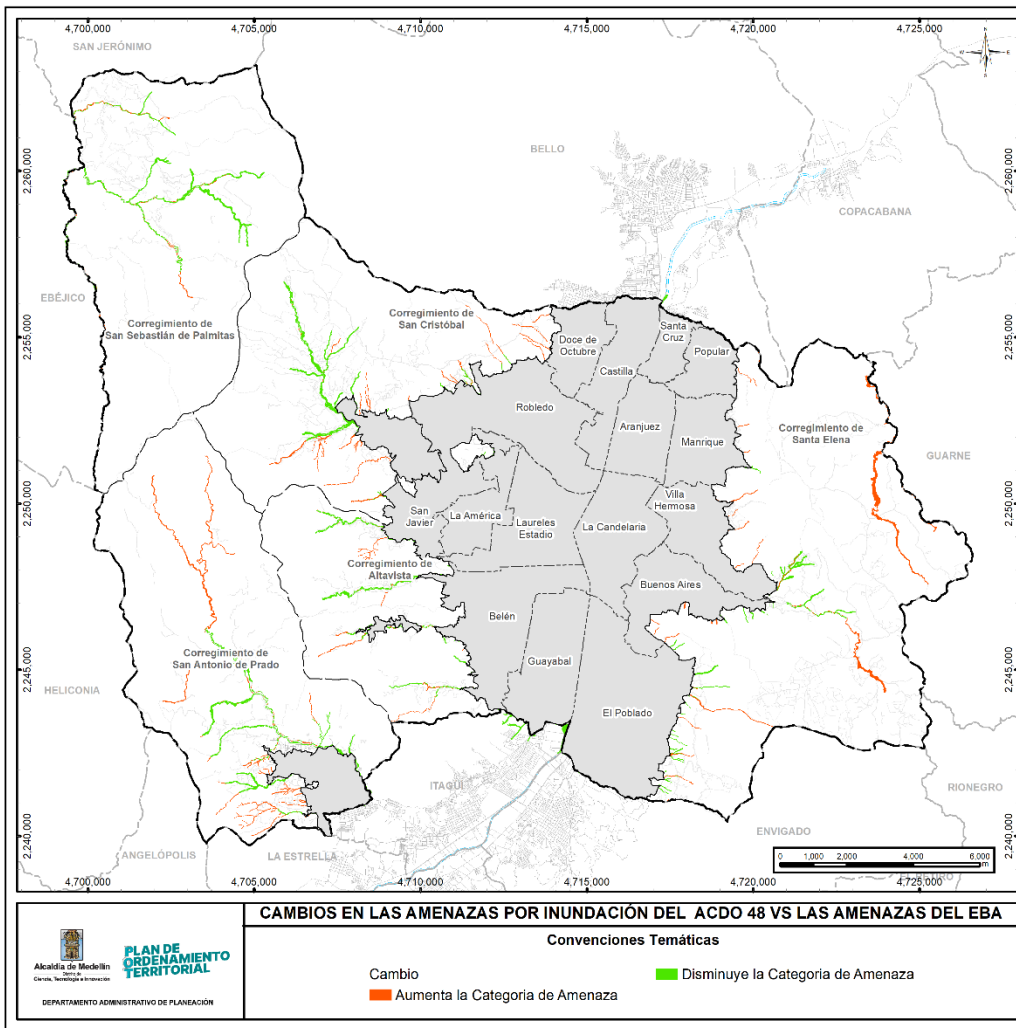 4,700,000
4,705,000
4,710,000
4,715,000
4,720,000
4,725,000
SAN JERÓNIMO
N
W
E
S
BELLO
2,260,000
2,260,000
COPACABANA
EBÉJICO
Corregimiento de
San Sebastián de Palmitas
Corregimiento de
San Cristóbal
Doce de
Octubre
Santa
Cruz
Popular
2,255,000
2,255,000
Castilla
Robledo
Aranjuez
Manrique
Corregimiento de
Santa Elena
GUARNE
2,250,000
2,250,000
San
Javier
La América
Laureles
Estadio
La Candelaria
Villa
Hermosa
Corregimiento de
Altavista
Buenos Aires
Belén
Guayabal
El Poblado
Corregimiento de
San Antonio de Prado
2,245,000
2,245,000
HELICONIA
ITAGÜÍ
RIONEGRO
ENVIGADO
2,240,000
2,240,000
ANGELÓPOLIS
LA ESTRELLA
0 1,000 2,000 4,000 6,000
m
EL RETIRO
4,700,000
4,705,000
4,710,000
4,715,000
4,720,000
4,725,000
CAMBIOS EN LAS AMENAZAS POR INUNDACIÓN DEL ACDO 48 VS LAS AMENAZAS DEL EBA
Convenciones Temáticas
Cambio
Disminuye la Categoria de Amenaza
Aumenta la Categoria de Amenaza
Alcaldía de Medellín
Distrito de
Ciencia, Tecnología e Innovación
PLAN DE
ORDENAMIENTO
TERRITORIAL
DEPARTAMENTO ADMINISTRATIVO DE PLANEACIÓN